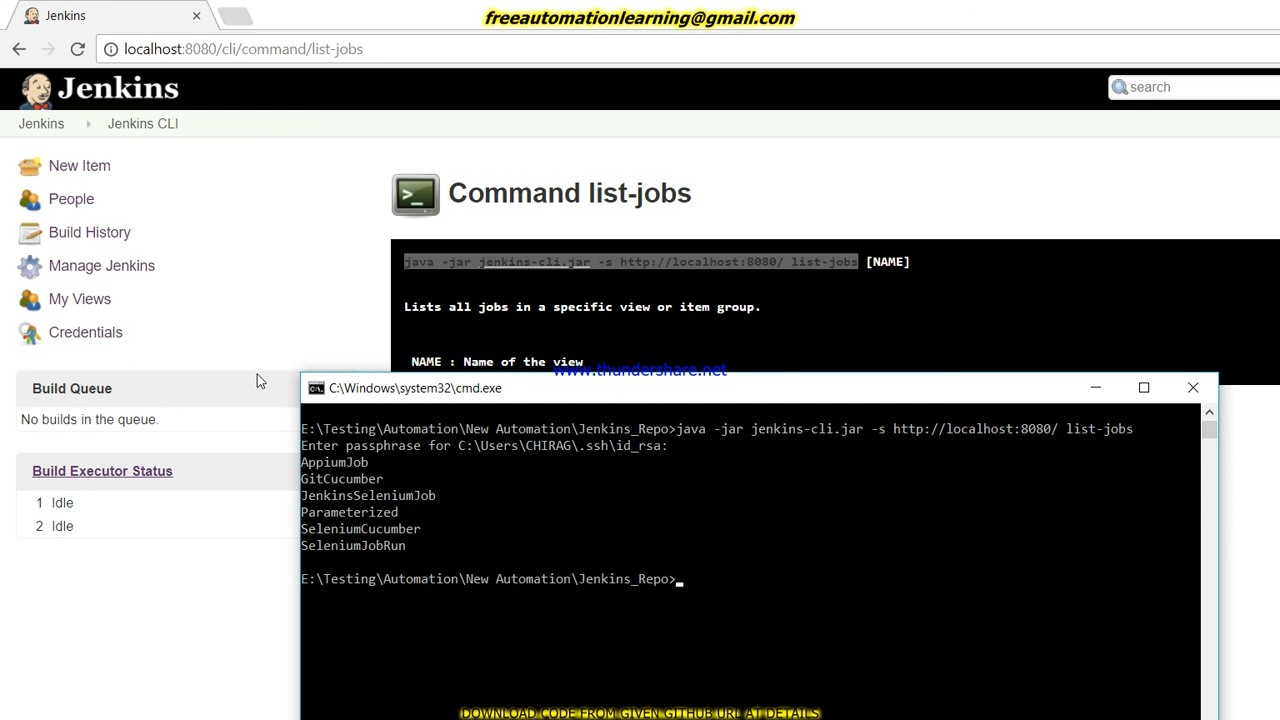 Jenkins
freeautomationlearning@gmail.com
localhost:8080/cli/command/list-jobs
Jenkins
search
Jenkins
Jenkins CLI
New Item
People
Build History
Manage Jenkins
My Views
Credentials
Build Queue
No builds in the queue.
Build Executor Status
1 Idle
2 Idle
Command list-jobs
java -jar jenkins-cli.jar -s http://localhost:8080/ list-jobs [NAME]
Lists all jobs in a specific view or item group.
NAME : Name of the view
www.thundershare.net
C:\Windows\system32\cmd.exe
E:\Testing\Automation\New Automation\Jenkins_Repo>java -jar jenkins-cli.jar -s http://localhost:8080/ list-jobs
Enter passphrase for C:\Users\CHIRAG\.ssh\id_rsa:
AppiumJob
GitCucumber
JenkinsSeleniumJob
Parameterized
SeleniumCucumber
SeleniumJobRun
E:\Testing\Automation\New Automation\Jenkins_Repo>
DOWNLOAD CODE FROM GIVEN GITHUB URL AT DETAILS